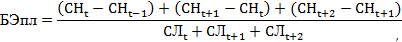 БЭпл = (СНt − СНt−1) + (СНt+1 − СНt) + (СНt+2 − СНt+1)
СЛt + СЛt+1 + СЛt+2 ,